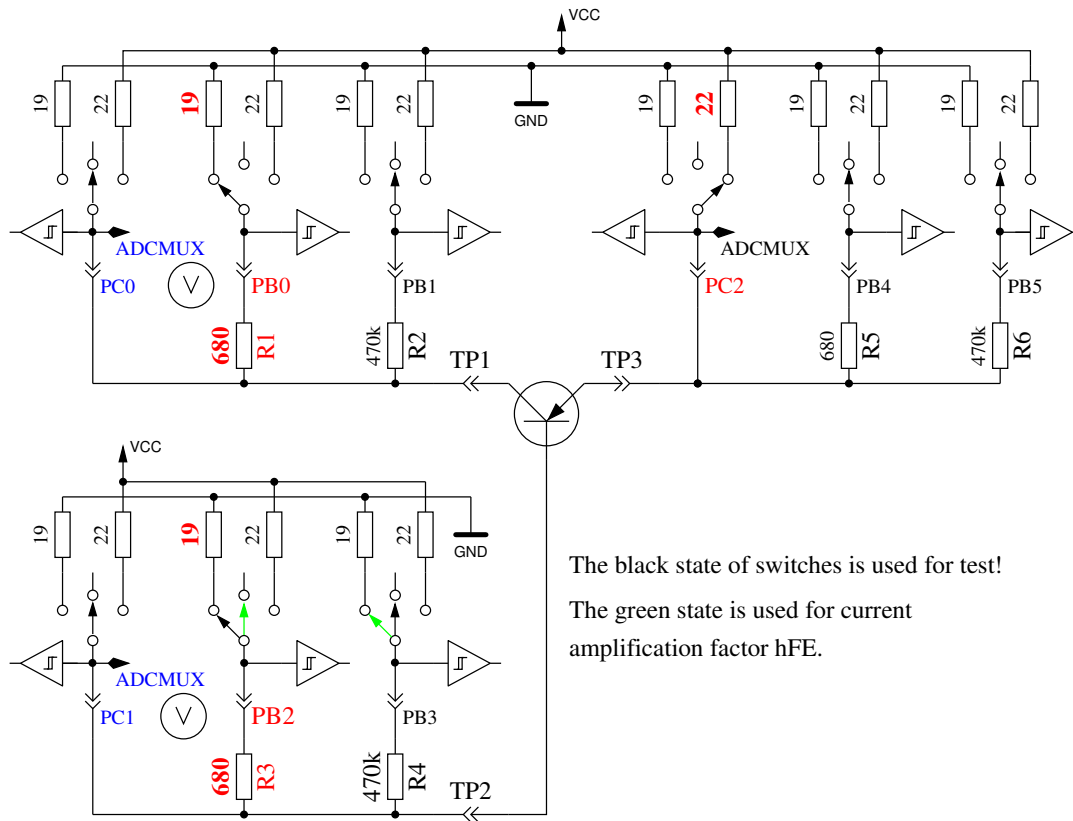 VCC
19
22
19
22
19
22
GND
19
22
19
22
19
22
ADCMUX
ADCMUX
PC0
V
PB0
PB1
PC2
PB4
PB5
680
R1
470k
R2
680
R5
470k
R6
TP1
TP3
VCC
19
22
19
22
19
22
GND
The black state of switches is used for test!
The green state is used for current
amplification factor hFE.
ADCMUX
PC1
V
PB2
PB3
680
R3
470k
R4
TP2